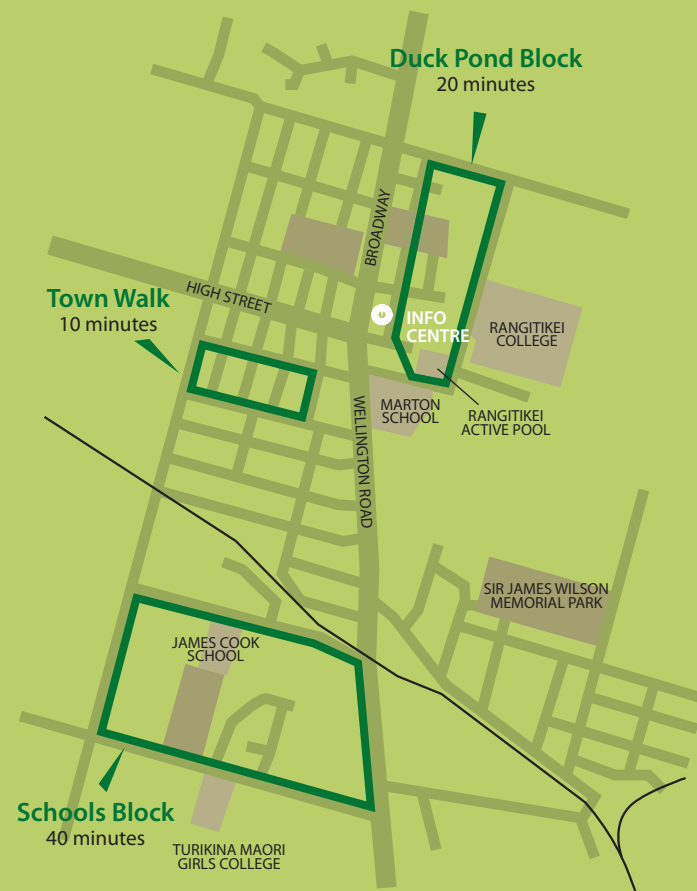 Duck Pond Block
20 minutes
BROADWAY
HIGH STREET
Town Walk
10 minutes
INFO
CENTRE
RANGITIKEI
COLLEGE
MARTON
SCHOOL
RANGITIKEI
ACTIVE POOL
WELLINGTON ROAD
SIR JAMES WILSON
MEMORIAL PARK
JAMES COOK
SCHOOL
Schools Block
40 minutes
TURIKINA MAORI
GIRLS COLLEGE